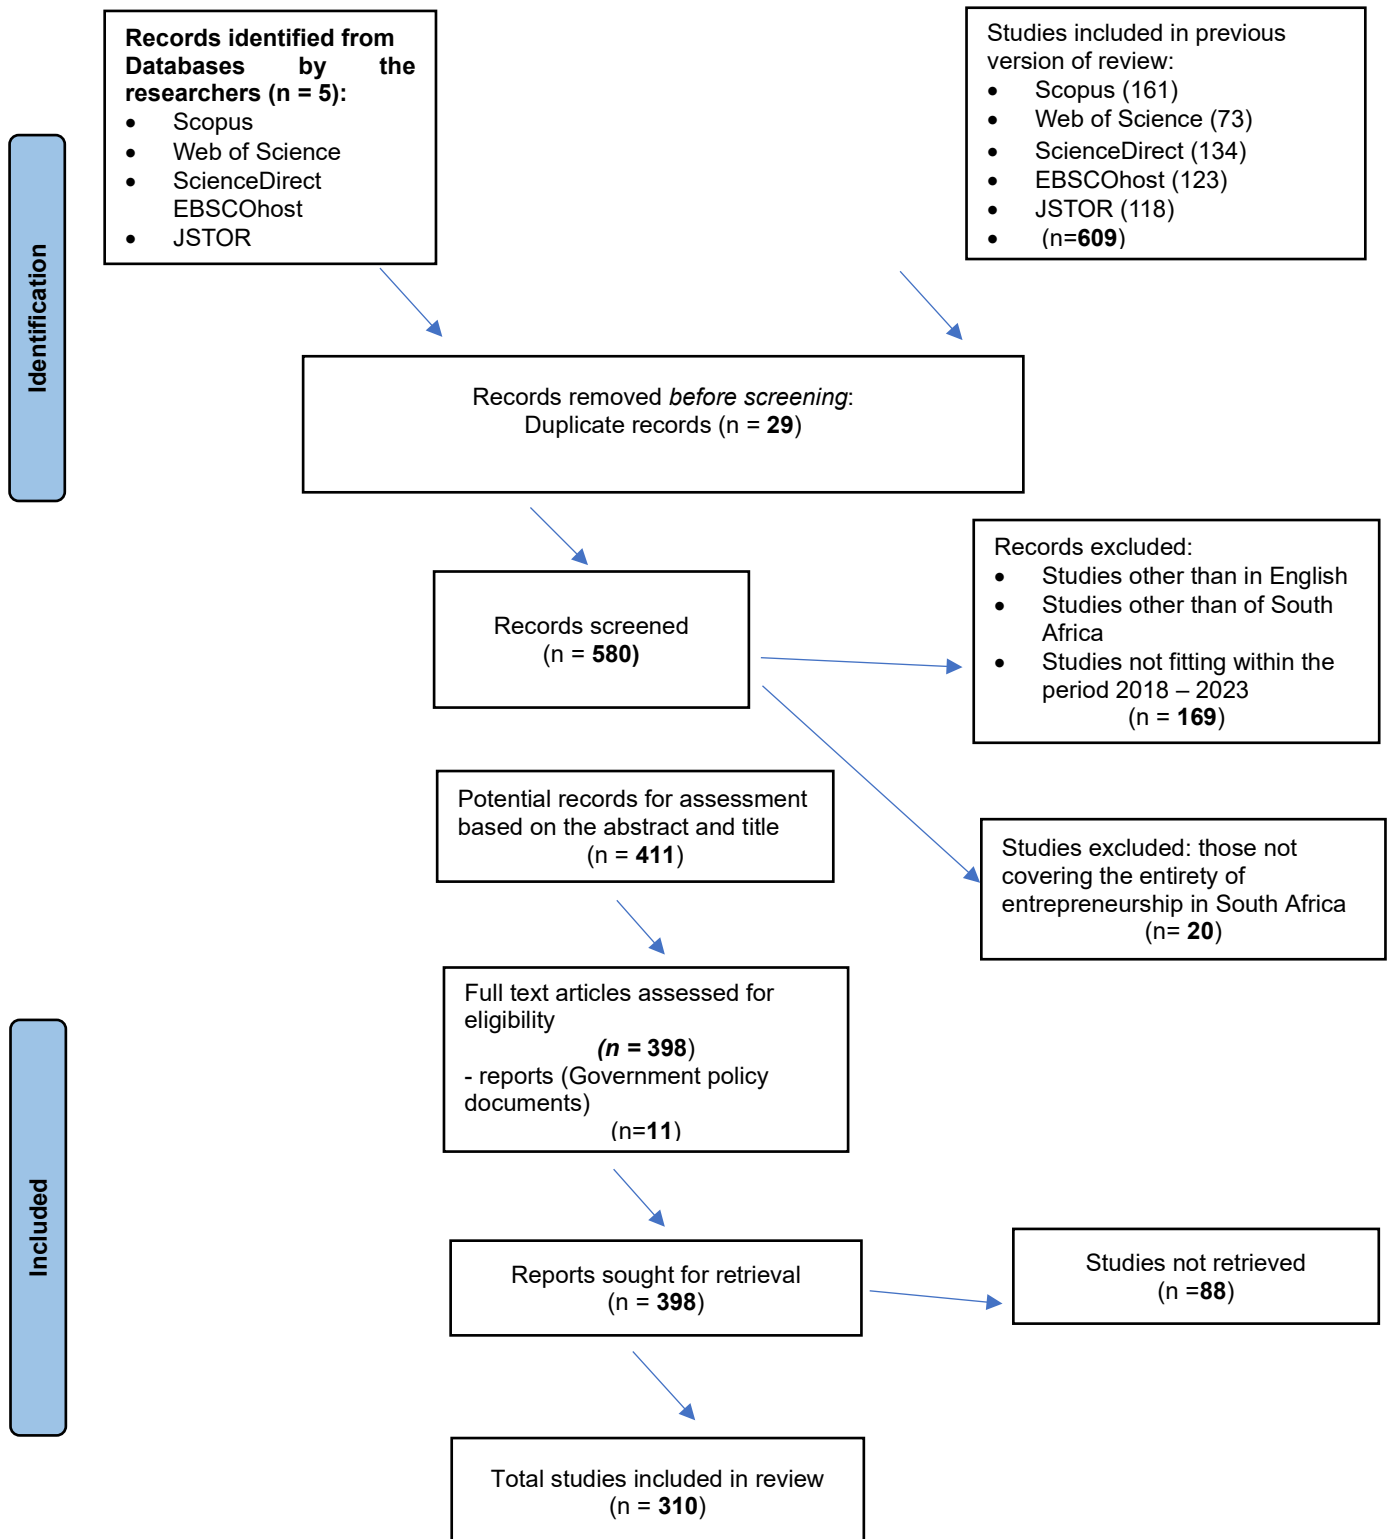 Records identified from
Databases by the
researchers (n = 5):
• Scopus
• Web of Science
• ScienceDirect
EBSCOhost
• JSTOR
Studies included in previous
version of review:
• Scopus (161)
• Web of Science (73)
• ScienceDirect (134)
• EBSCOhost (123)
• JSTOR (118)
• (n=609)
Identification
Records removed before screening:
Duplicate records (n = 29)
Records screened
(n = 580)
Records excluded:
• Studies other than in English
• Studies other than of South
Africa
• Studies not fitting within the
period 2018 – 2023
(n = 169)
Potential records for assessment
based on the abstract and title
(n = 411)
Studies excluded: those not
covering the entirety of
entrepreneurship in South Africa
(n= 20)
Full text articles assessed for
eligibility
(n = 398)
- reports (Government policy
documents)
(n=11)
Included
Reports sought for retrieval
(n = 398)
Studies not retrieved
(n =88)
Total studies included in review
(n = 310)